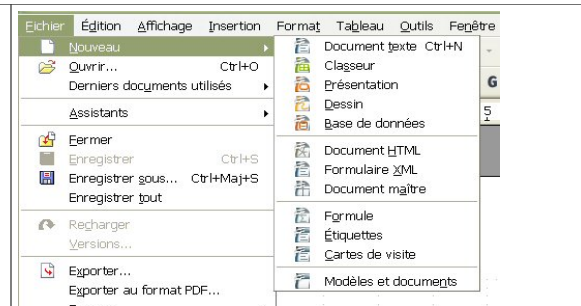 Fichier Édition Affichage Insertion Format Tableau Outils Fenêtre
Nouveau
Ouvrir... Ctrl+O
Derniers documents utilisés
Assistants
Fermer
Enregistrer Ctrl+S
Enregistrer sous... Ctrl+Maj+S
Enregistrer tout
Recharger
Versions...
Exporter...
Exporter au format PDF...
Document texte Ctrl+N
Classeur
Présentation
Dessin
Base de données
Document HTML
Formulaire XML
Document maître
Formule
Étiquettes
Cartes de visite
Modèles et documents
G
5